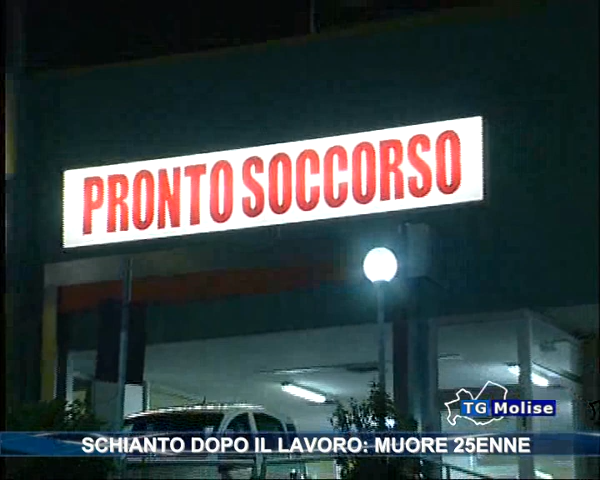 PRONTO SOCCORSO
TG Molise
SCHIANTO DOPO IL LAVORO: MUORE 25ENNE